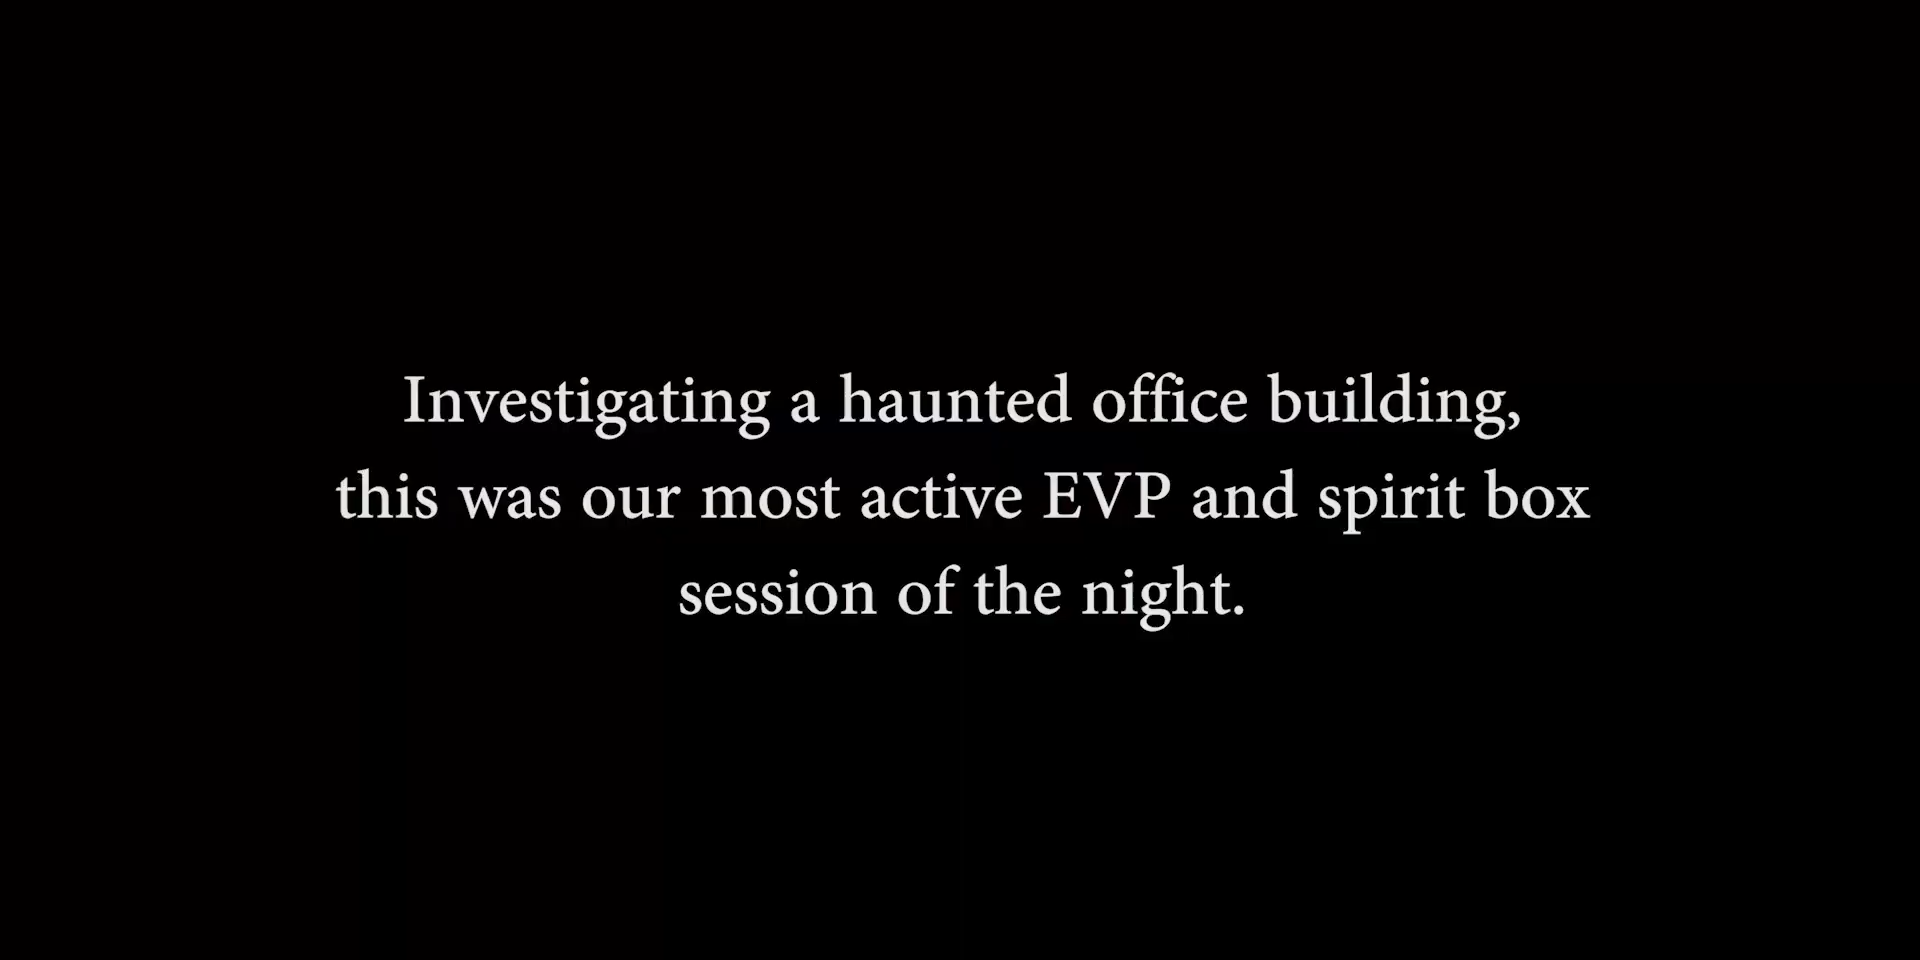 Investigating a haunted office building,
this was our most active EVP and spirit box
session of the night.